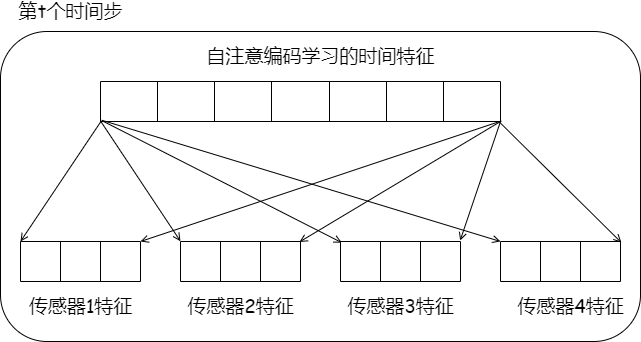 第t个时间步
自注意编码学习的时间特征
传感器1特征
传感器2特征
传感器3特征
传感器4特征